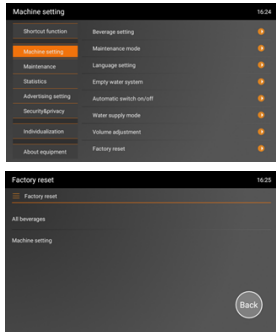 Machine setting 16:24
Shortcut function
Machine setting
Maintenance
Statistics
Advertising setting
Security&privacy
Individualization
About equipment
Beverage setting
Maintenance mode
Language setting
Empty water system
Automatic switch on/off
Water supply mode
Volume adjustment
Factory reset
Factory reset 16:25
Factory reset
All beverages
Machine setting
Back